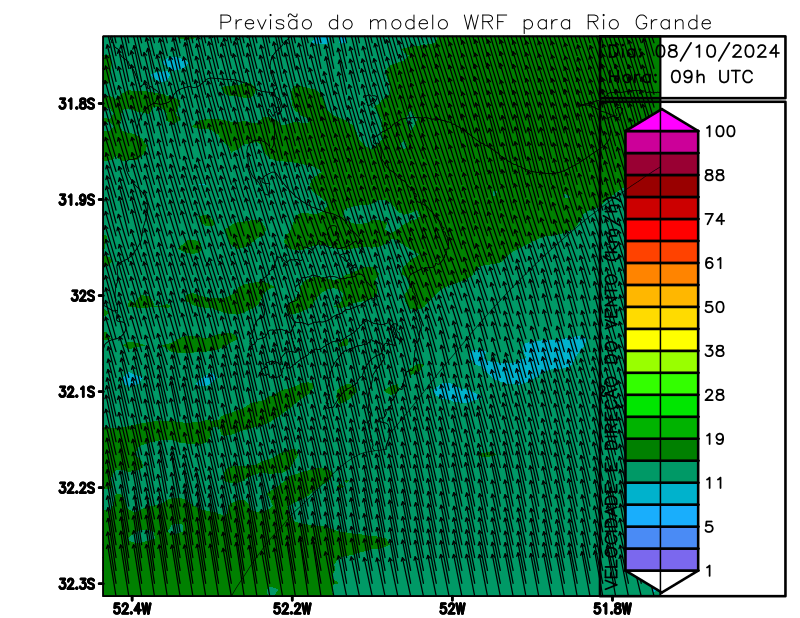 Previsão do modelo WRF para Rio Grande
Dia: 08/10/2024
Hora: 09h UTC
31.8S
31.9S
32S
32.1S
32.2S
32.3S
52.4W
52.2W
52W
51.8W
VELOCIDADE E DIREÇÃO DO VENTO (km/h)
100
88
74
61
50
38
28
19
11
5
1